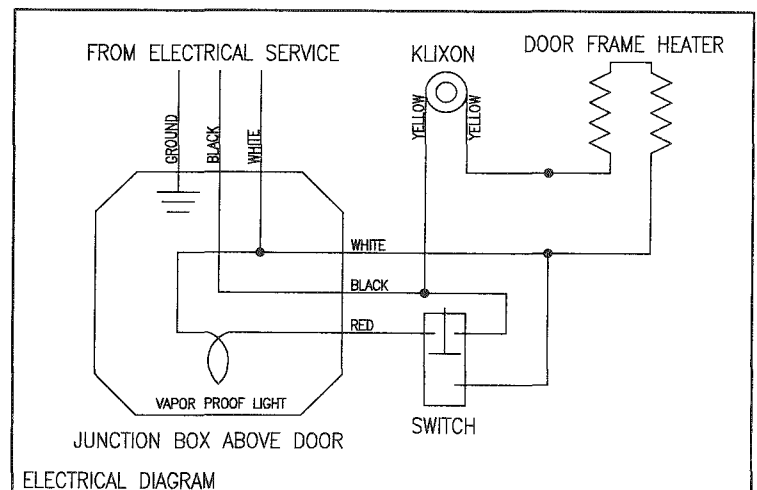 FROM ELECTRICAL SERVICE
KLIXON
DOOR FRAME HEATER
GROUND
BLACK
WHITE
YELLOW
YELLOW
WHITE
BLACK
RED
VAPOR PROOF LIGHT
SWITCH
JUNCTION BOX ABOVE DOOR
ELECTRICAL DIAGRAM